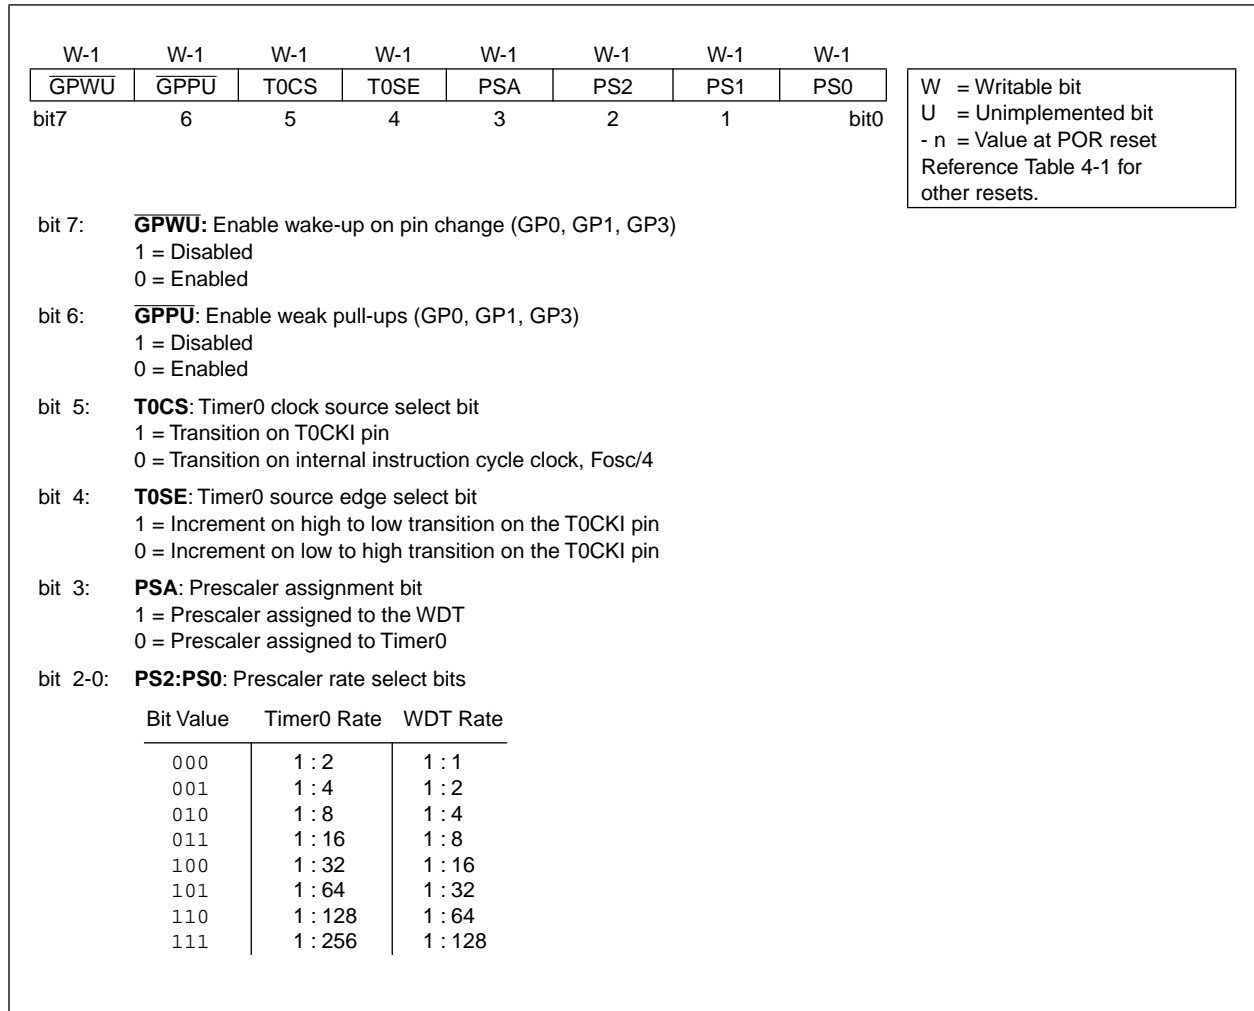 W-1 W-1 W-1 W-1 W-1 W-1 W-1 W-1
G̅P̅W̅U̅ G̅P̅P̅U̅ T0CS T0SE PSA PS2 PS1 PS0
bit7 6 5 4 3 2 1 bit0
W = Writable bit
U = Unimplemented bit
- n = Value at POR reset
Reference Table 4-1 for
other resets.
bit 7: G̅P̅W̅U̅: Enable wake-up on pin change (GP0, GP1, GP3)
1 = Disabled
0 = Enabled
bit 6: G̅P̅P̅U̅: Enable weak pull-ups (GP0, GP1, GP3)
1 = Disabled
0 = Enabled
bit 5: T0CS: Timer0 clock source select bit
1 = Transition on T0CKI pin
0 = Transition on internal instruction cycle clock, Fosc/4
bit 4: T0SE: Timer0 source edge select bit
1 = Increment on high to low transition on the T0CKI pin
0 = Increment on low to high transition on the T0CKI pin
bit 3: PSA: Prescaler assignment bit
1 = Prescaler assigned to the WDT
0 = Prescaler assigned to Timer0
bit 2-0: PS2:PS0: Prescaler rate select bits
Bit Value Timer0 Rate WDT Rate
000 1 : 2 1 : 1
001 1 : 4 1 : 2
010 1 : 8 1 : 4
011 1 : 16 1 : 8
100 1 : 32 1 : 16
101 1 : 64 1 : 32
110 1 : 128 1 : 64
111 1 : 256 1 : 128